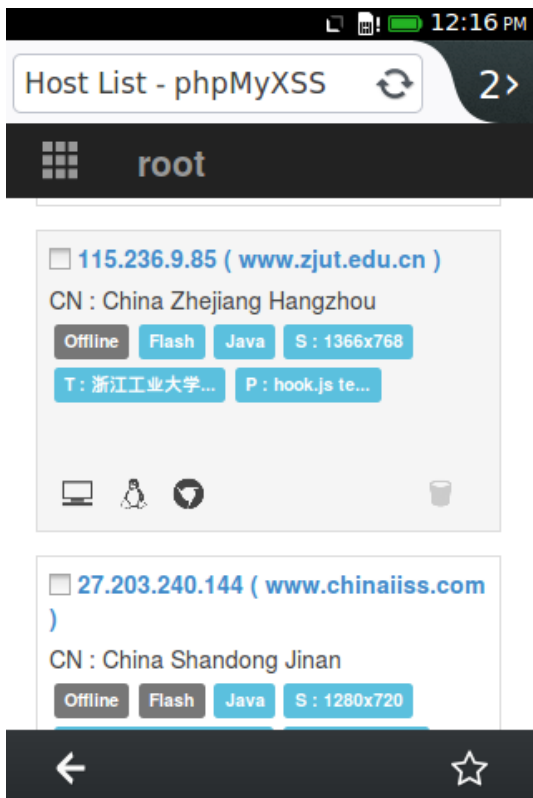 12:16 PM
Host List - phpMyXSS
2>
root
115.236.9.85 ( www.zjut.edu.cn )
CN : China Zhejiang Hangzhou
Offline Flash Java S : 1366x768
T : 浙江工业大学... P : hook.js te...
27.203.240.144 ( www.chinaiiss.com
)
CN : China Shandong Jinan
Offline Flash Java S : 1280x720